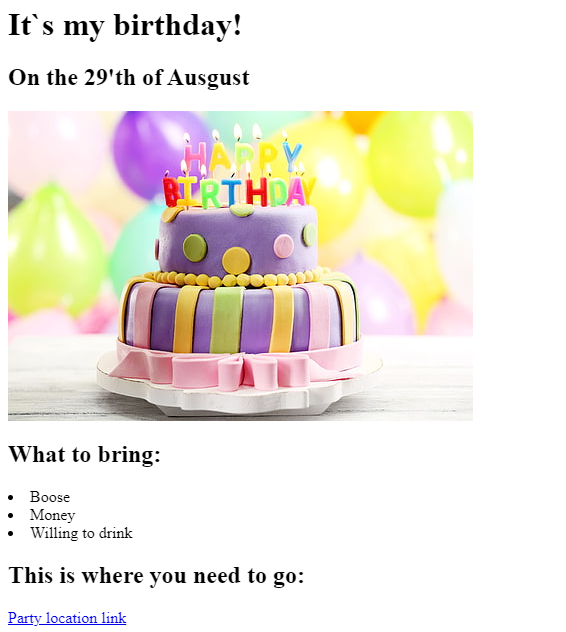 It`s my birthday!
On the 29'th of Ausgust
HAPPY
BIRTHDAY
What to bring:
Boose
Money
Willing to drink
This is where you need to go:
Party location link